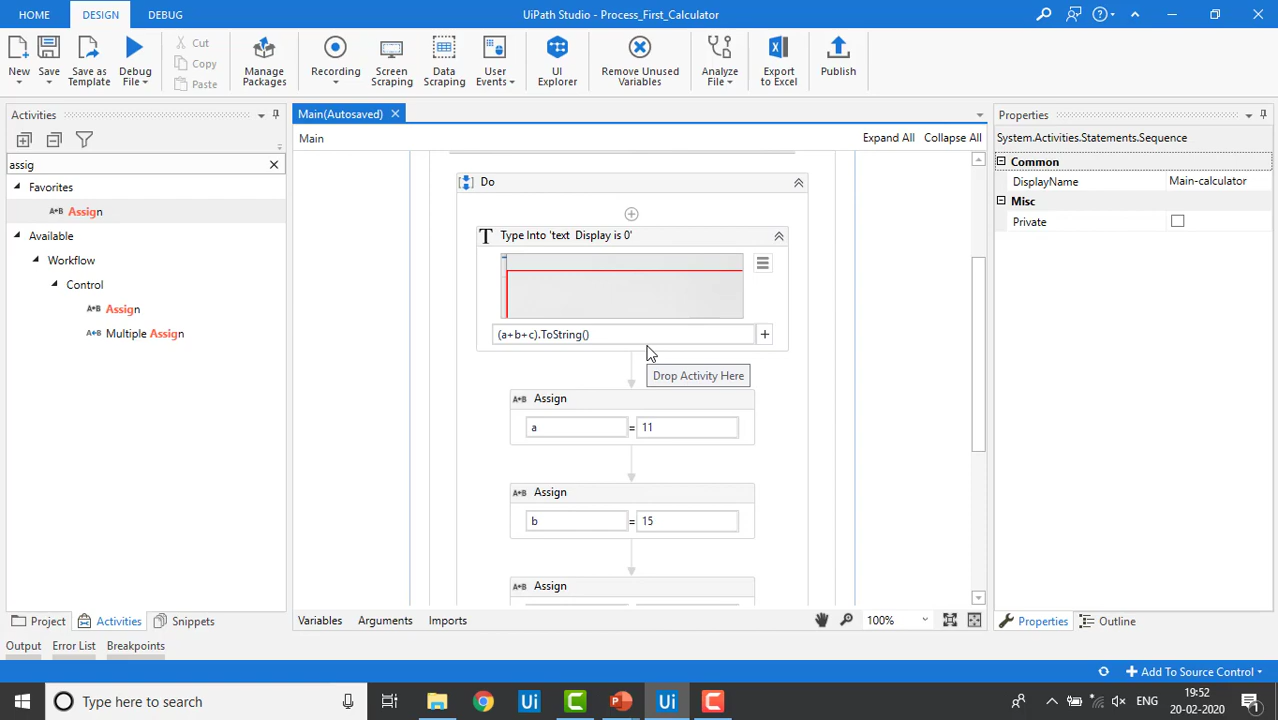 HOME DESIGN DEBUG UiPath Studio - Process_First_Calculator
New Save Save as Template Debug File Cut Copy Paste Manage Packages Recording Screen Scraping Data Scraping User Events UI Explorer Remove Unused Variables Analyze File Export to Excel Publish
Activities
assig
Favorites
Assign
Available
Workflow
Control
Assign
Multiple Assign
Project Activities Snippets
Main(Autosaved)
Main Expand All Collapse All
Do
T Type Into 'text Display is 0'
(a+b+c).ToString()
Drop Activity Here
A+B Assign
a = 11
A+B Assign
b = 15
A+B Assign
Variables Arguments Imports 100%
Properties
System.Activities.Statements.Sequence
Common
DisplayName Main-calculator
Misc
Private
Properties Outline
Output Error List Breakpoints
Add To Source Control
Type here to search
Ui
Ui
ENG
19:52
20-02-2020